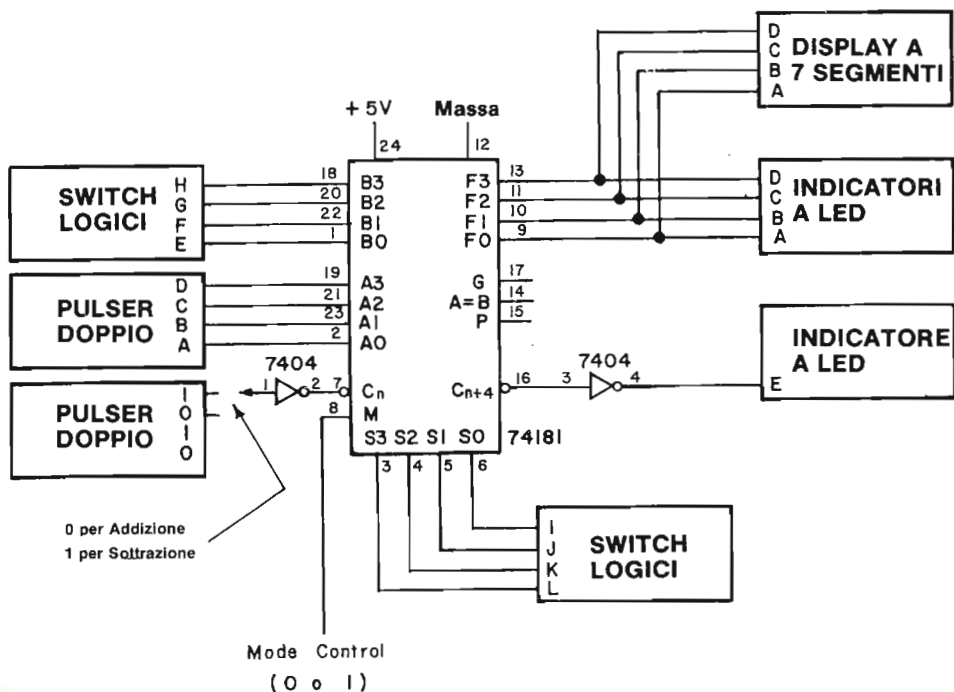 D
C
B
A
DISPLAY A
7 SEGMENTI
+ 5V
Massa
24
12
SWITCH
LOGICI
H
G
F
E
18
20
22
1
B3
B2
B1
B0
F3
F2
F1
F0
13
11
10
9
D
C
B
A
INDICATORI
A LED
PULSER
DOPPIO
D
C
B
A
19
21
23
2
A3
A2
A1
A0
G
A=B
P
17
14
15
7404
7404
INDICATORE
A LED
E
PULSER
DOPPIO
1
0
1
0
1
2
7
8
Cn
M
Cn+4
16
3
4
S3 S2 S1 S0
74181
3
4
5
6
0 per Addizione
1 per Sottrazione
I
J
K
L
SWITCH
LOGICI
Mode Control
( 0 o 1 )